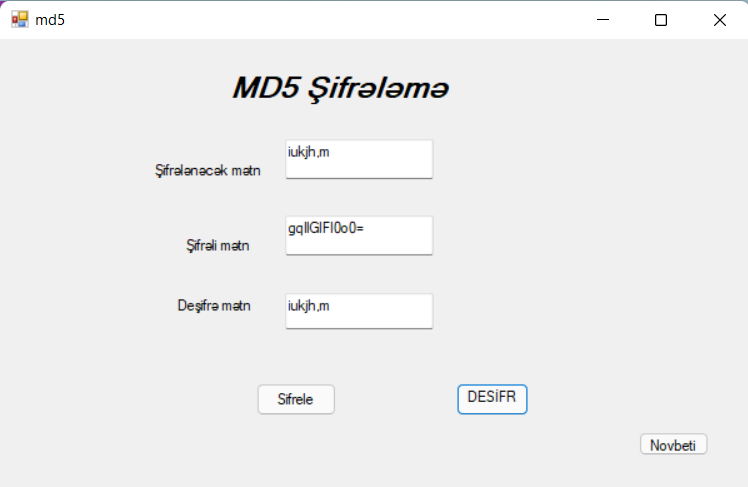 md5
MD5 Şifrələmə
Şifrələnəcək mətn
iukjh,m
Şifrəli mətn
gqIlGIFI0o0=
Deşifrə mətn
iukjh,m
Sifrele
DESİFR
Novbeti